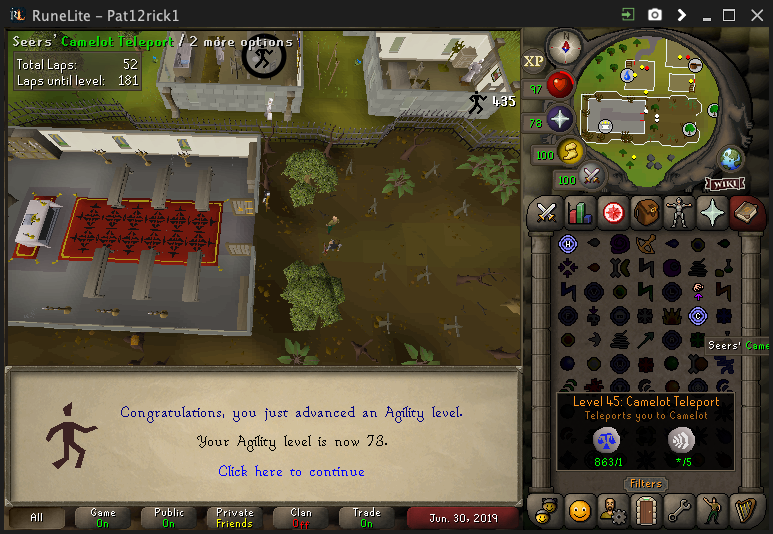 RuneLite - Pat12rick1
Seers' Camelot Teleport / 2 more options
Total Laps: 52
Laps until level: 181
435
XP
N
97
78
100
100
WIKI
H
C
Seers' Came
Level 45: Camelot Teleport
Teleports you to Camelot
863/1 */5
Filters
Congratulations, you just advanced an Agility level.
Your Agility level is now 73.
Click here to continue
All
Game
On
Public
On
Private
Friends
Clan
Off
Trade
On
Jun. 30, 2019